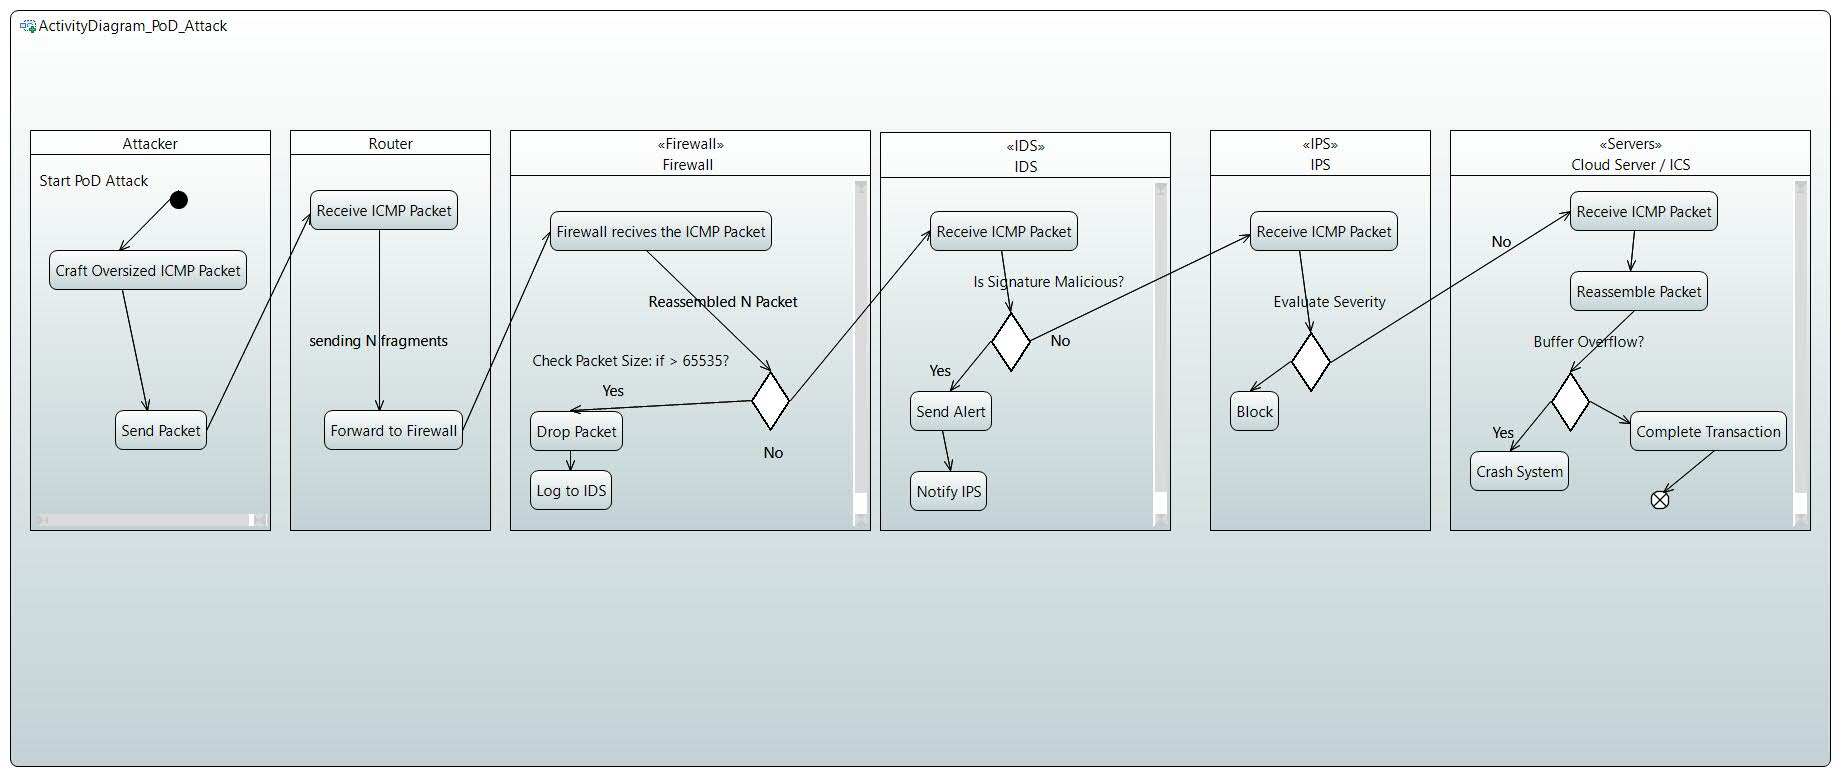 ActivityDiagram_PoD_Attack
Attacker
Start PoD Attack
Craft Oversized ICMP Packet
Send Packet
Router
Receive ICMP Packet
sending N fragments
Forward to Firewall
«Firewall»
Firewall
Firewall recives the ICMP Packet
Reassembled N Packet
Check Packet Size: if > 65535?
Yes
Drop Packet
No
Log to IDS
«IDS»
IDS
Receive ICMP Packet
Is Signature Malicious?
No
Yes
Send Alert
Notify IPS
«IPS»
IPS
Receive ICMP Packet
Evaluate Severity
Block
No
«Servers»
Cloud Server / ICS
Receive ICMP Packet
Reassemble Packet
Buffer Overflow?
Yes
Complete Transaction
Crash System